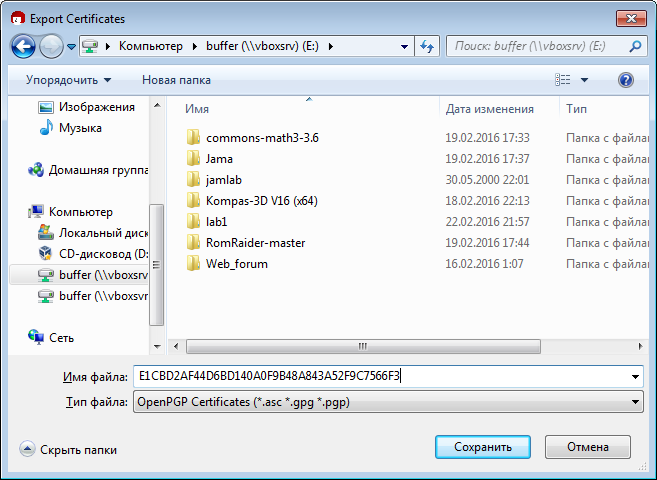 Export Certificates
Компьютер ▸ buffer (\\vboxsrv) (E:) ▸
Поиск: buffer (\\vboxsrv) (E:)
Упорядочить Новая папка
Изображения
Музыка
Домашняя группа
Компьютер
Локальный диск
CD-дисковод (D:
buffer (\\vboxsrv)
buffer (\\vboxsrv
Сеть
Имя Дата изменения Тип
commons-math3-3.6 19.02.2016 17:33 Папка с файлам
Jama 19.02.2016 17:37 Папка с файлам
jamlab 30.05.2000 22:01 Папка с файлам
Kompas-3D V16 (x64) 18.02.2016 22:13 Папка с файлам
lab1 22.02.2016 21:57 Папка с файлам
RomRaider-master 19.02.2016 17:44 Папка с файлам
Web_forum 16.02.2016 1:07 Папка с файлам
Имя файла: E1CBD2AF44D6BD140A0F9B48A843A52F9C7566F3
Тип файла: OpenPGP Certificates (*.asc *.gpg *.pgp)
Скрыть папки Сохранить Отмена